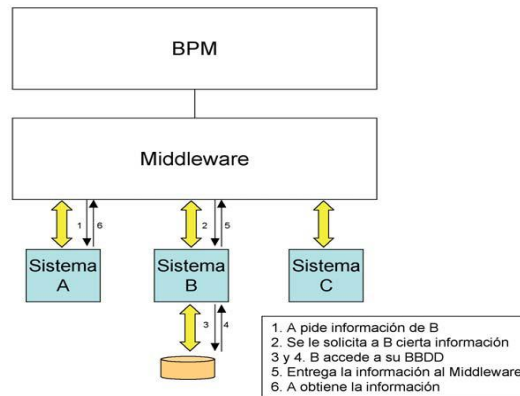 BPM
Middleware
1
6
2
5
Sistema
A
Sistema
B
Sistema
C
3
4
1. A pide información de B
2. Se le solicita a B cierta información
3 y 4. B accede a su BBDD
5. Entrega la información al Middleware
6. A obtiene la información